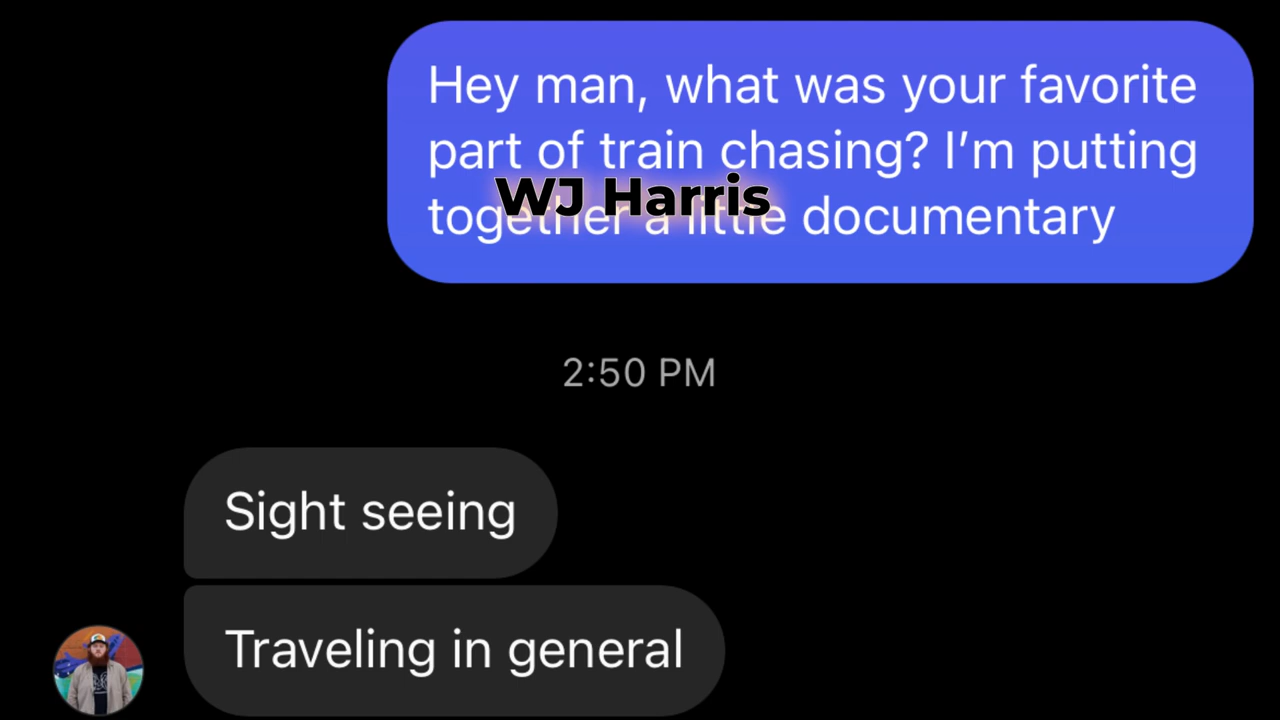 Hey man, what was your favorite
part of train chasing? I’m putting
together a little documentary
WJ Harris
2:50 PM
Sight seeing
Traveling in general